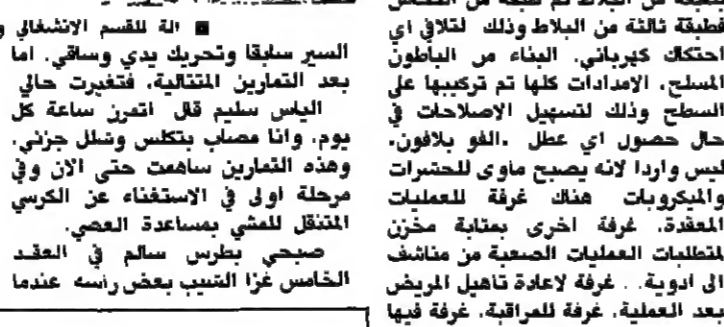 فطبقة ثالثة من البلاط وذلك لتلافي اي
احتكاك كهربائي. البناء من الباطون
المسلح، الامدادات كلها تم تركيبها على
السطح وذلك لتسهيل الاصلاحات في
حال حصول اي عطل .الفو بلافون.
ليس واردا لانه يصبح ماوى للحشرات
والميكروبات هناك غرفة للعمليات
المعقدة. غرفة اخرى بمثابة مخزن
لمتطلبات العمليات الصعبة من مناشف
الى ادوية. . غرفة لاعادة تاهيل المريض
بعد العملية. غرفة للمراقبة. غرفة فيها
■ الة للقسم الانشغالي و
السير سابقا وتحريك يدي وساقي. اما
بعد التمارين المتتالية. فتغيرت حالي
الياس سليم قال اتمرن ساعة كل
يوم. وانا مصاب بتكلس وشلل جزئي.
وهذه التمارين ساهمت حتى الان وفي
مرحلة اولى في الاستغناء عن الكرسي
المتنقل للمشي بمساعدة العصي.
صبحي بطرس سالم في العقد
الخامس غزا الشيب بعض راسه عندما